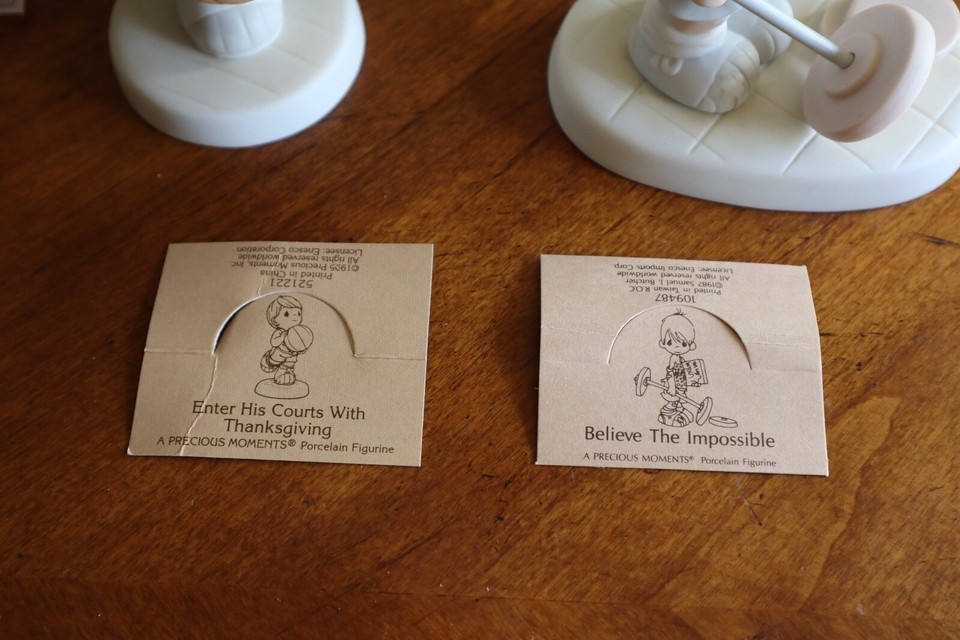 521221
Printed in China
©1995 Precious Moments, Inc.
All rights reserved worldwide
Licensee: Enesco Corporation
Enter His Courts With
Thanksgiving
A PRECIOUS MOMENTS® Porcelain Figurine
109487
Printed in Taiwan R.O.C
©1987 Samuel J. Butcher
All rights reserved worldwide
Licensee: Enesco Imports Corp.
Believe The Impossible
A PRECIOUS MOMENTS® Porcelain Figurine